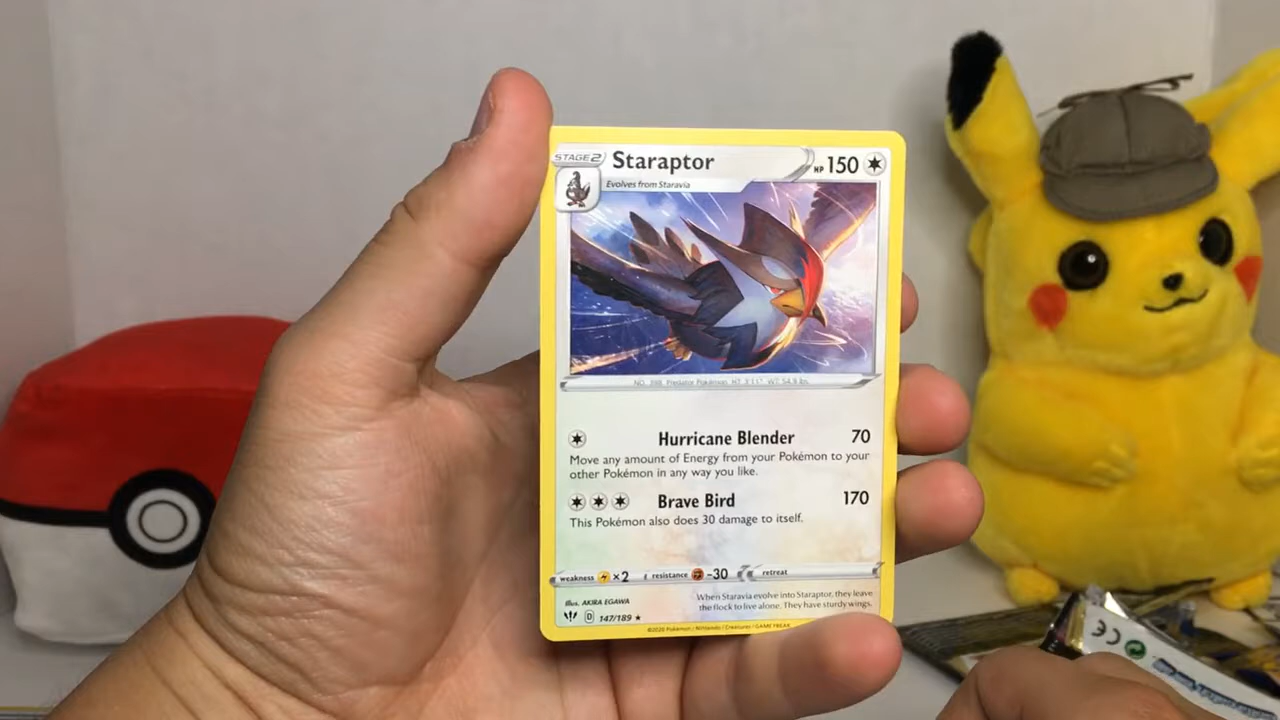 STAGE 2 Staraptor HP 150
Evolves from Staravia
NO. 398 Predator Pokémon HT: 3'11" WT: 54.9 lbs.
Hurricane Blender 70
Move any amount of Energy from your Pokémon to your
other Pokémon in any way you like.
Brave Bird 170
This Pokémon also does 30 damage to itself.
weakness ×2 resistance -30 retreat
Illus. AKIRA EGAWA
When Staravia evolve into Staraptor, they leave
the flock to live alone. They have sturdy wings.
D 147/189 ★
©2020 Pokémon / Nintendo / Creatures / GAME FREAK
CE